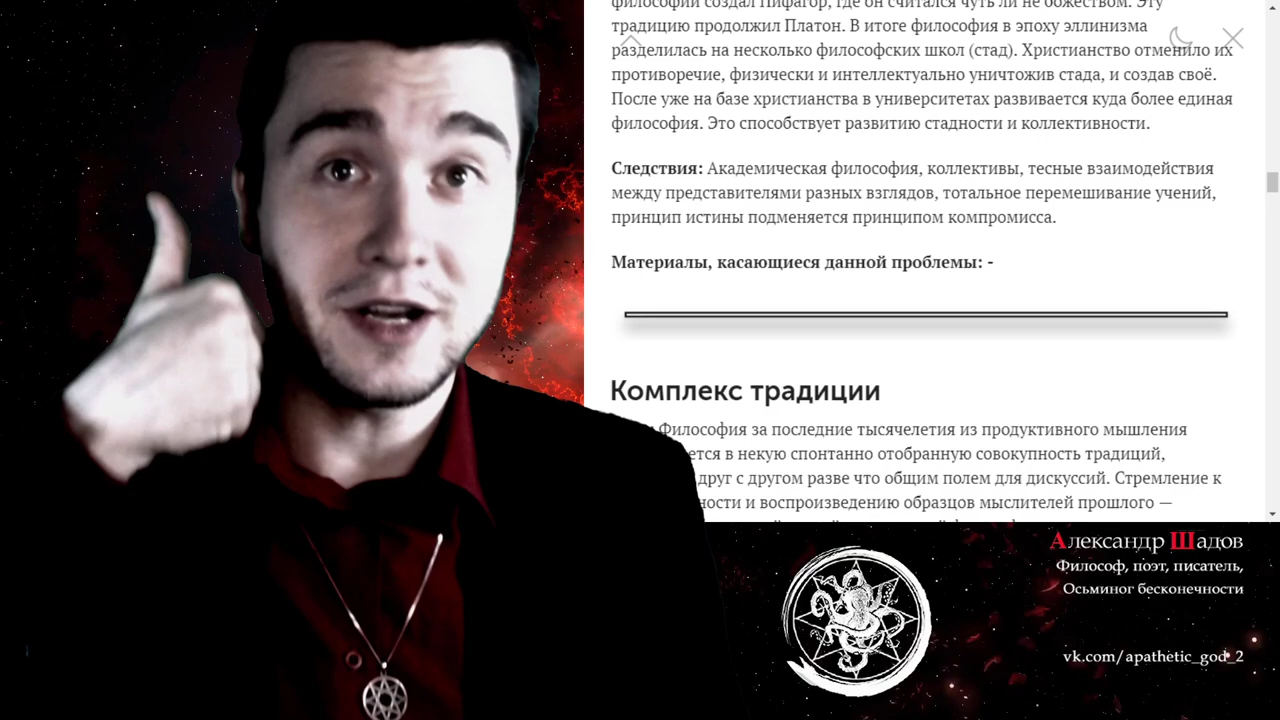 философии создал Пифагор, где он считался чуть ли не божеством. Эту
традицию продолжил Платон. В итоге философия в эпоху эллинизма
разделилась на несколько философских школ (стад). Христианство отменило их
противоречие, физически и интеллектуально уничтожив стада, и создав своё.
После уже на базе христианства в университетах развивается куда более единая
философия. Это способствует развитию стадности и коллективности.
Следствия: Академическая философия, коллективы, тесные взаимодействия
между представителями разных взглядов, тотальное перемешивание учений,
принцип истины подменяется принципом компромисса.
Материалы, касающиеся данной проблемы: -
Комплекс традиции
Философия за последние тысячелетия из продуктивного мышления
ется в некую спонтанно отобранную совокупность традиций,
друг с другом разве что общим полем для дискуссий. Стремление к
ности и воспроизведению образцов мыслителей прошлого —
Александр Шадов
Философ, поэт, писатель,
Осьминог бесконечности
vk.com/apathetic_god_2